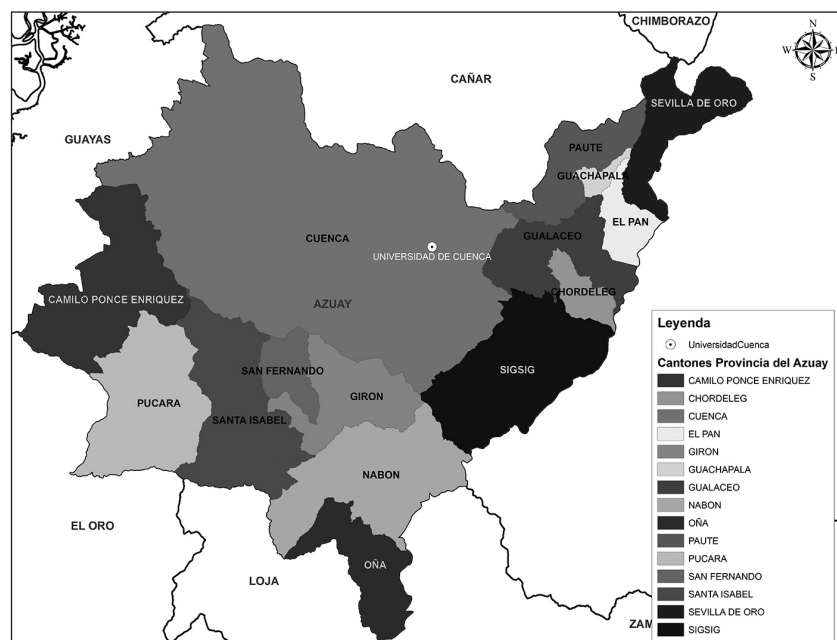 CHIMBORAZO
N
W
S
CAÑAR
SEVILLA DE ORO
GUAYAS
PAUTE
GUACHAPALA
EL PAN
CUENCA
GUALACEO
UNIVERSIDAD DE CUENCA
CAMILO PONCE ENRIQUEZ
AZUAY
CHORDELEG
SAN FERNANDO
SIGSIG
PUCARA
GIRON
SANTA ISABEL
NABON
EL ORO
OÑA
LOJA
ZAM
Leyenda
UniversidadCuenca
Cantones Provincia del Azuay
CAMILO PONCE ENRIQUEZ
CHORDELEG
CUENCA
EL PAN
GIRON
GUACHAPALA
GUALACEO
NABON
OÑA
PAUTE
PUCARA
SAN FERNANDO
SANTA ISABEL
SEVILLA DE ORO
SIGSIG